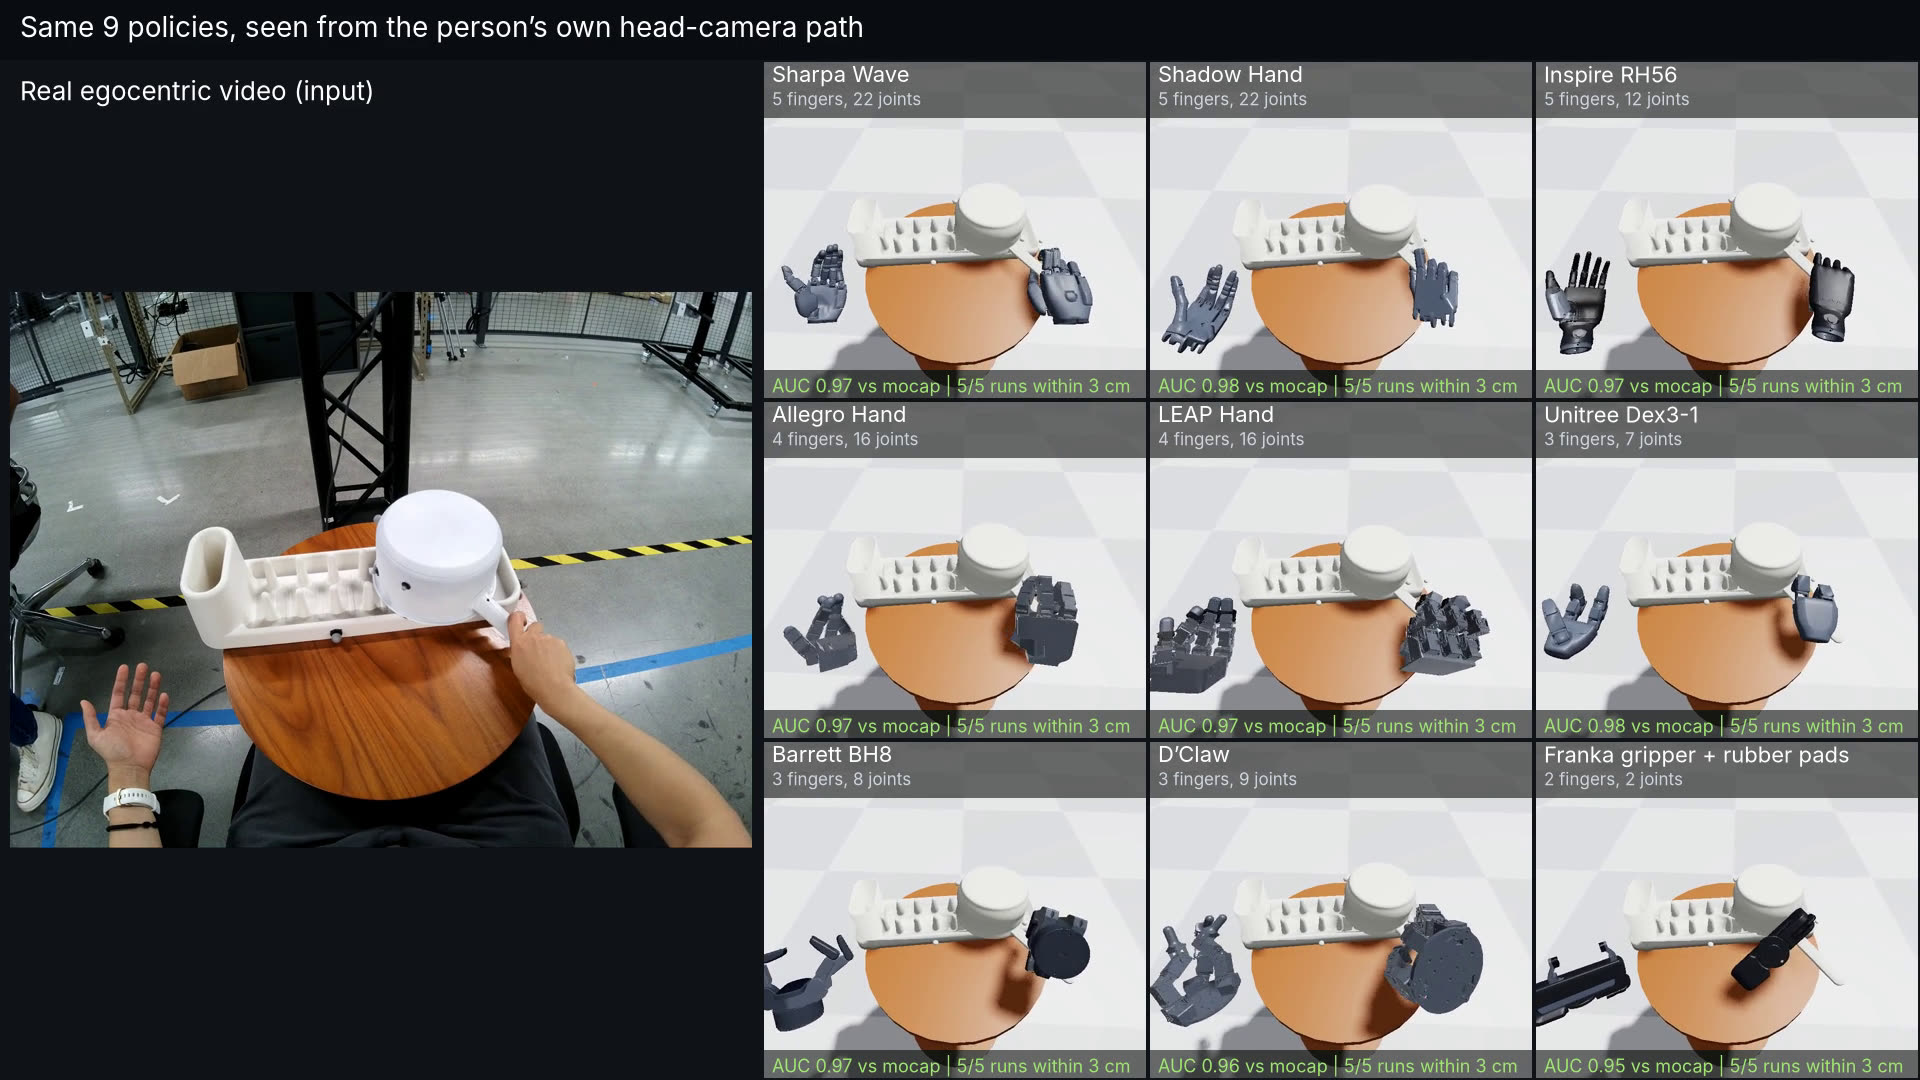 Same 9 policies, seen from the person’s own head-camera path
Real egocentric video (input)
Sharpa Wave
5 fingers, 22 joints
AUC 0.97 vs mocap | 5/5 runs within 3 cm
Shadow Hand
5 fingers, 22 joints
AUC 0.98 vs mocap | 5/5 runs within 3 cm
Inspire RH56
5 fingers, 12 joints
AUC 0.97 vs mocap | 5/5 runs within 3 cm
Allegro Hand
4 fingers, 16 joints
AUC 0.97 vs mocap | 5/5 runs within 3 cm
LEAP Hand
4 fingers, 16 joints
AUC 0.97 vs mocap | 5/5 runs within 3 cm
Unitree Dex3-1
3 fingers, 7 joints
AUC 0.98 vs mocap | 5/5 runs within 3 cm
Barrett BH8
3 fingers, 8 joints
AUC 0.97 vs mocap | 5/5 runs within 3 cm
D’Claw
3 fingers, 9 joints
AUC 0.96 vs mocap | 5/5 runs within 3 cm
Franka gripper + rubber pads
2 fingers, 2 joints
AUC 0.95 vs mocap | 5/5 runs within 3 cm